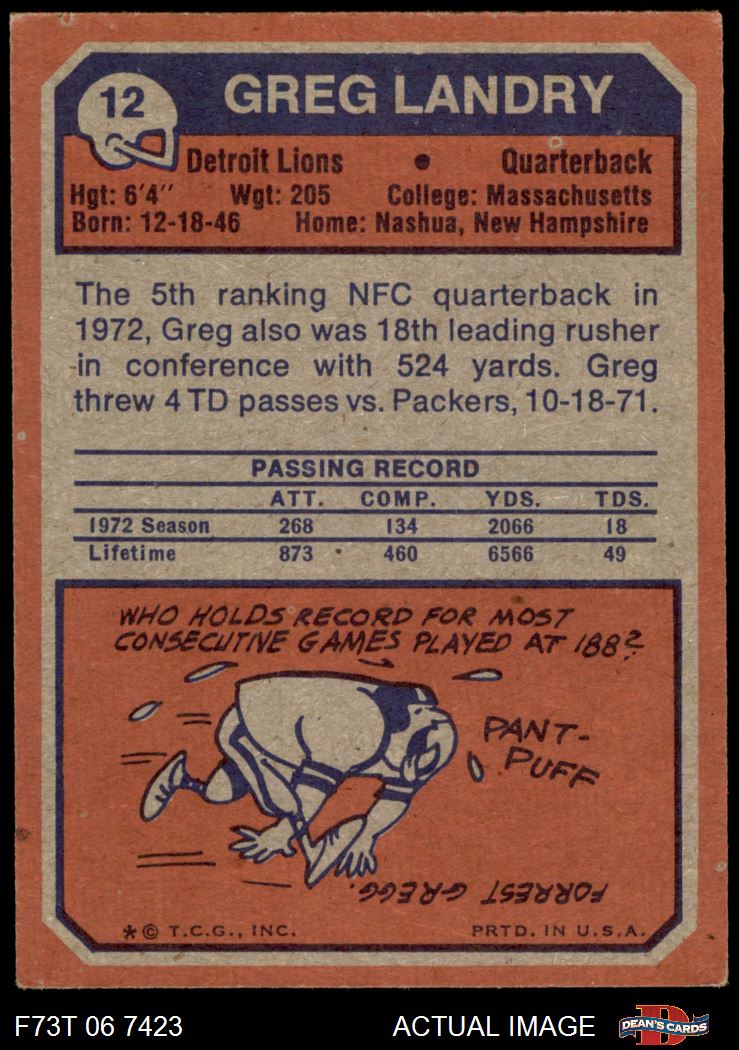 12
GREG LANDRY
Detroit Lions • Quarterback
Hgt: 6'4" Wgt: 205 College: Massachusetts
Born: 12-18-46 Home: Nashua, New Hampshire
The 5th ranking NFC quarterback in
1972, Greg also was 18th leading rusher
in conference with 524 yards. Greg
threw 4 TD passes vs. Packers, 10-18-71.
PASSING RECORD
ATT. COMP. YDS. TDS.
1972 Season 268 134 2066 18
Lifetime 873 460 6566 49
WHO HOLDS RECORD FOR MOST
CONSECUTIVE GAMES PLAYED AT 188?
PANT-
PUFF
FORREST GREGG.
*© T.C.G., INC. PRTD. IN U.S.A.
F73T 06 7423 ACTUAL IMAGE
D
DEAN'S CARDS